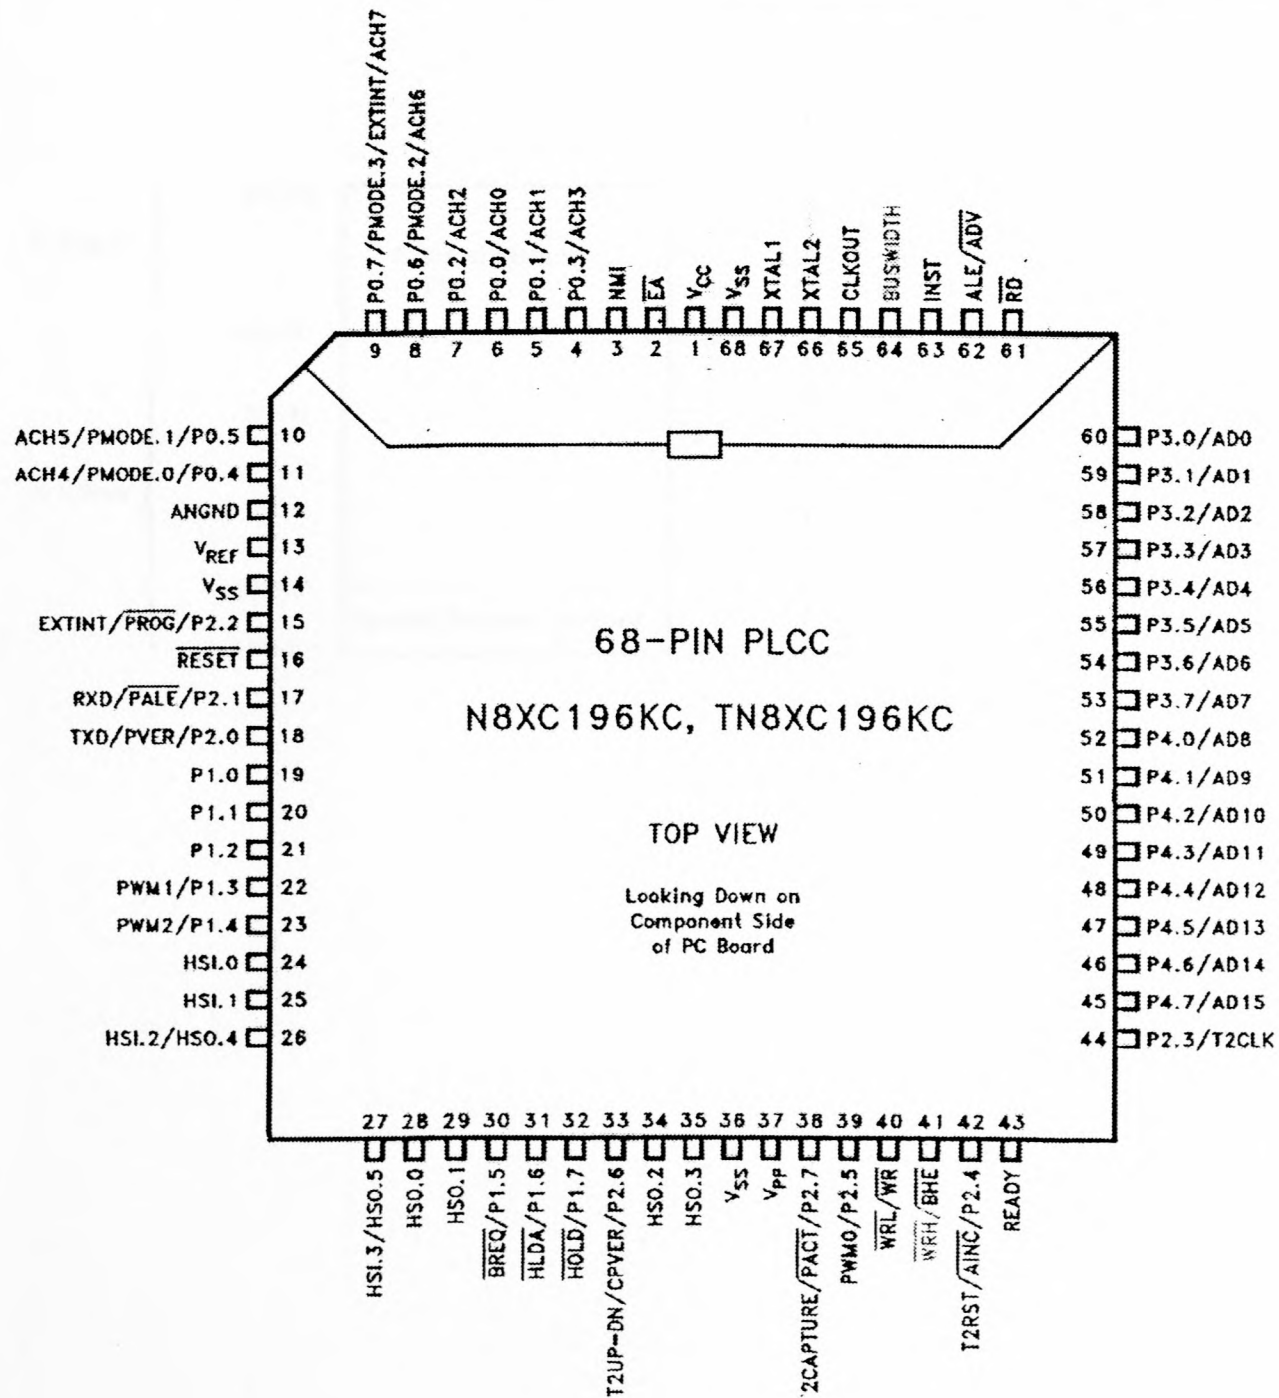 P0.7/PMODE.3/EXTINT/ACH7
P0.6/PMODE.2/ACH6
P0.2/ACH2
P0.0/ACH0
P0.1/ACH1
P0.3/ACH3
NMI
EA
VCC
VSS
XTAL1
XTAL2
CLKOUT
BUSWIDTH
INST
ALE/ADV
RD
9 8 7 6 5 4 3 2 1 68 67 66 65 64 63 62 61
ACH5/PMODE.1/P0.5 10
ACH4/PMODE.0/P0.4 11
ANGND 12
VREF 13
VSS 14
EXTINT/PROG/P2.2 15
RESET 16
RXD/PALE/P2.1 17
TXD/PVER/P2.0 18
P1.0 19
P1.1 20
P1.2 21
PWM1/P1.3 22
PWM2/P1.4 23
HSI.0 24
HSI.1 25
HSI.2/HSO.4 26
68-PIN PLCC
N8XC196KC, TN8XC196KC
TOP VIEW
Looking Down on
Component Side
of PC Board
60 P3.0/AD0
59 P3.1/AD1
58 P3.2/AD2
57 P3.3/AD3
56 P3.4/AD4
55 P3.5/AD5
54 P3.6/AD6
53 P3.7/AD7
52 P4.0/AD8
51 P4.1/AD9
50 P4.2/AD10
49 P4.3/AD11
48 P4.4/AD12
47 P4.5/AD13
46 P4.6/AD14
45 P4.7/AD15
44 P2.3/T2CLK
27 28 29 30 31 32 33 34 35 36 37 38 39 40 41 42 43
HSI.3/HSO.5
HSO.0
HSO.1
BREQ/P1.5
HLDA/P1.6
HOLD/P1.7
T2UP-DN/CPVER/P2.6
HSO.2
HSO.3
VSS
VPP
2CAPTURE/PACT/P2.7
PWM0/P2.5
WRL/WR
WRH/BHE
T2RST/AINC/P2.4
READY